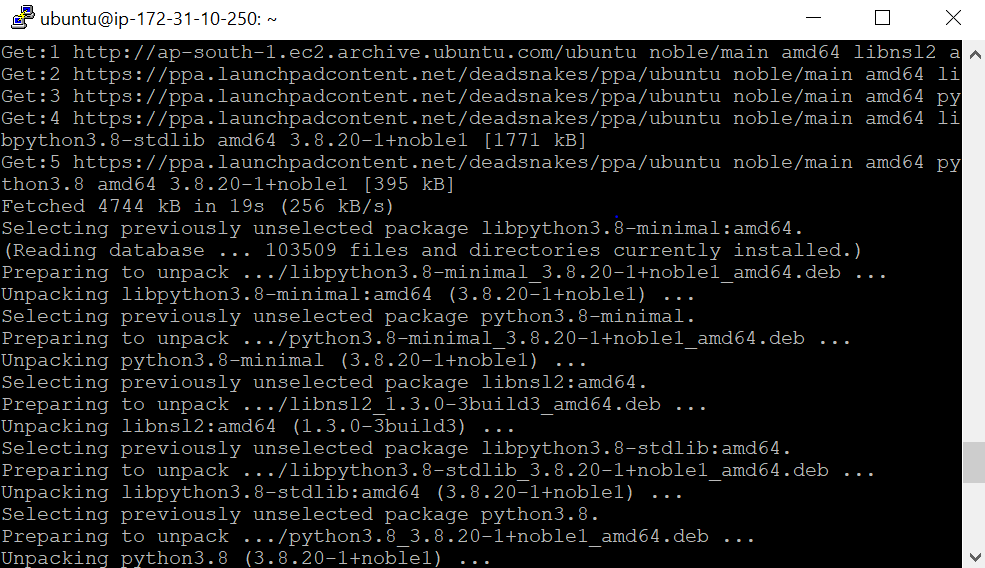 ubuntu@ip-172-31-10-250: ~
Get:1 http://ap-south-1.ec2.archive.ubuntu.com/ubuntu noble/main amd64 libnsl2 a
Get:2 https://ppa.launchpadcontent.net/deadsnakes/ppa/ubuntu noble/main amd64 li
Get:3 https://ppa.launchpadcontent.net/deadsnakes/ppa/ubuntu noble/main amd64 py
Get:4 https://ppa.launchpadcontent.net/deadsnakes/ppa/ubuntu noble/main amd64 li
bpython3.8-stdlib amd64 3.8.20-1+noble1 [1771 kB]
Get:5 https://ppa.launchpadcontent.net/deadsnakes/ppa/ubuntu noble/main amd64 py
thon3.8 amd64 3.8.20-1+noble1 [395 kB]
Fetched 4744 kB in 19s (256 kB/s)
Selecting previously unselected package libpython3.8-minimal:amd64.
(Reading database ... 103509 files and directories currently installed.)
Preparing to unpack .../libpython3.8-minimal_3.8.20-1+noble1_amd64.deb ...
Unpacking libpython3.8-minimal:amd64 (3.8.20-1+noble1) ...
Selecting previously unselected package python3.8-minimal.
Preparing to unpack .../python3.8-minimal_3.8.20-1+noble1_amd64.deb ...
Unpacking python3.8-minimal (3.8.20-1+noble1) ...
Selecting previously unselected package libnsl2:amd64.
Preparing to unpack .../libnsl2_1.3.0-3build3_amd64.deb ...
Unpacking libnsl2:amd64 (1.3.0-3build3) ...
Selecting previously unselected package libpython3.8-stdlib:amd64.
Preparing to unpack .../libpython3.8-stdlib_3.8.20-1+noble1_amd64.deb ...
Unpacking libpython3.8-stdlib:amd64 (3.8.20-1+noble1) ...
Selecting previously unselected package python3.8.
Preparing to unpack .../python3.8_3.8.20-1+noble1_amd64.deb ...
Unpacking python3.8 (3.8.20-1+noble1) ...